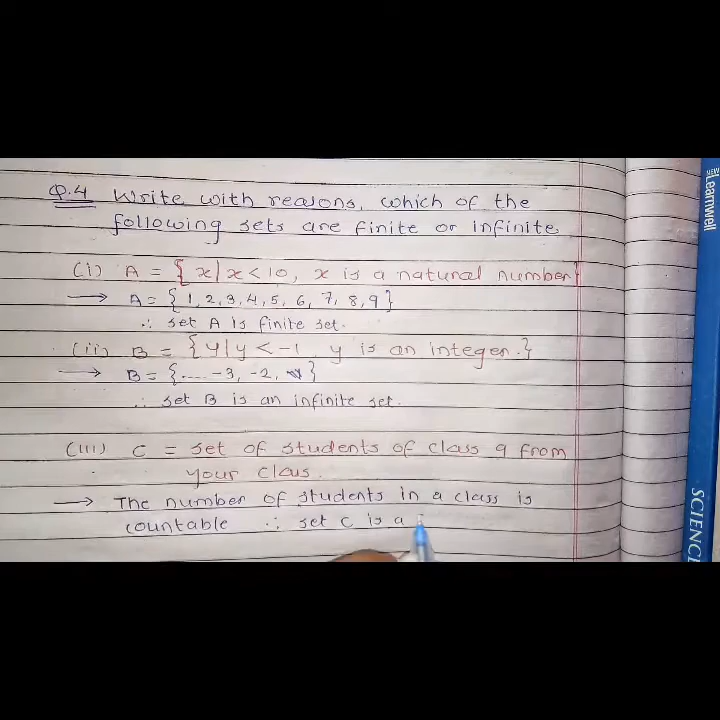 Q.4 Write with reasons, which of the
following sets are finite or infinite.
(i) A = { x | x < 10, x is a natural number}
→ A = { 1, 2, 3, 4, 5, 6, 7, 8, 9 }
∴ set A is finite set.
(ii) B = { y | y < -1 y is an integer. }
→ B = { .... -3, -2, }
∴ set B is an infinite set.
(iii) C = set of students of class 9 from
your class.
→ The number of students in a class is
countable ∴ set C is a
NEW Learnwell
SCIENC